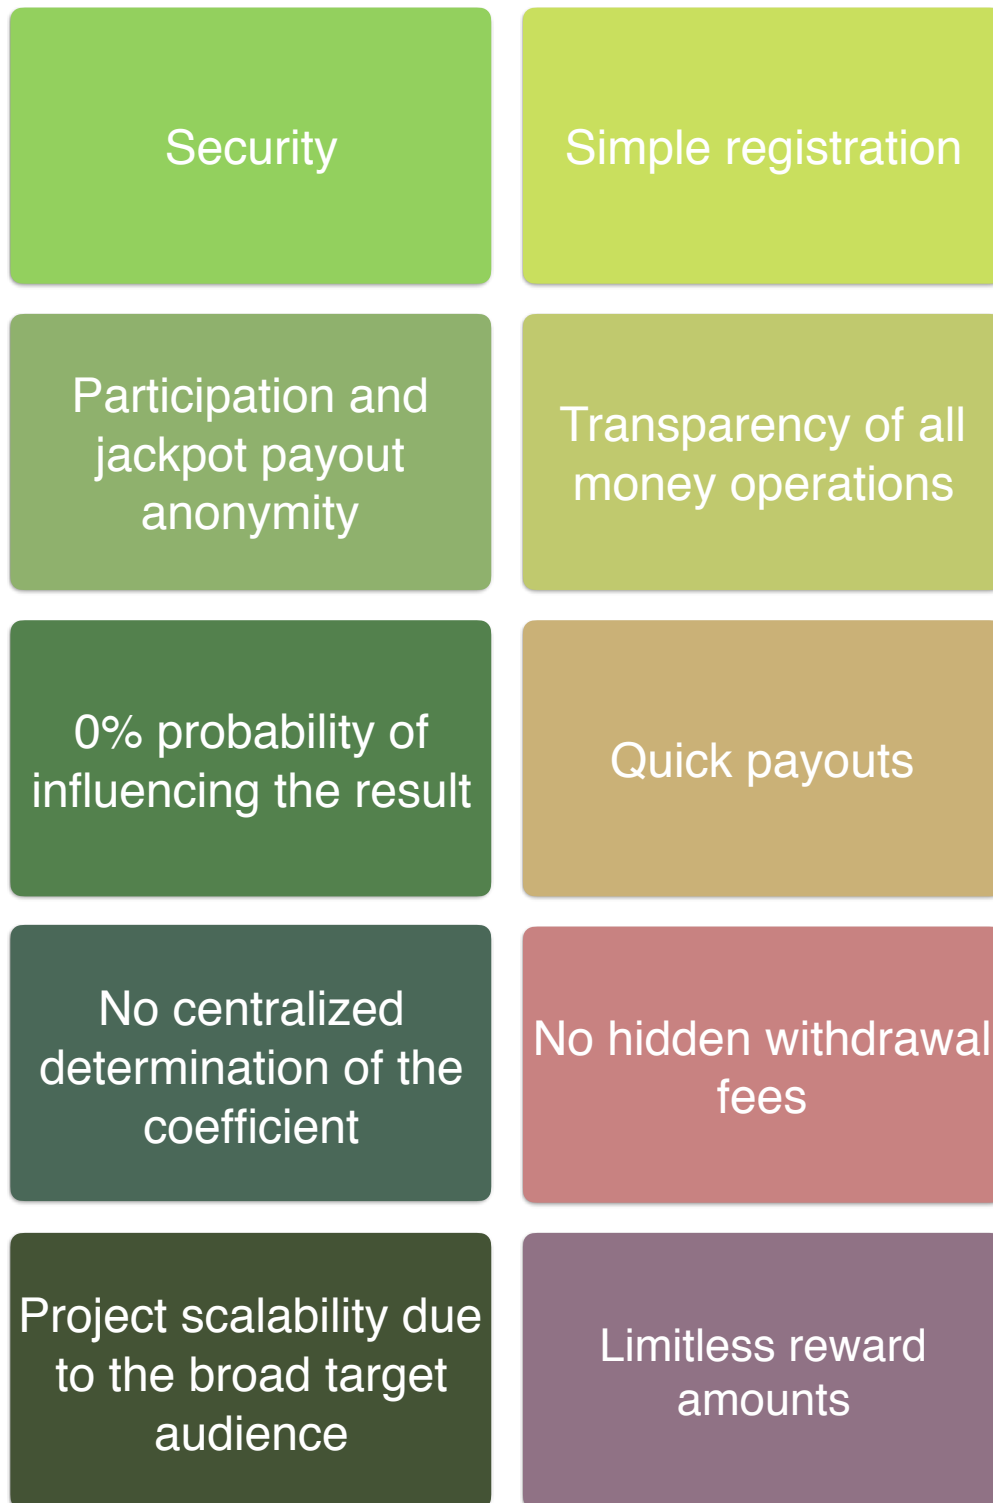 Security
Simple registration
Participation and
jackpot payout
anonymity
Transparency of all
money operations
0% probability of
influencing the result
Quick payouts
No centralized
determination of the
coefficient
No hidden withdrawal
fees
Project scalability due
to the broad target
audience
Limitless reward
amounts